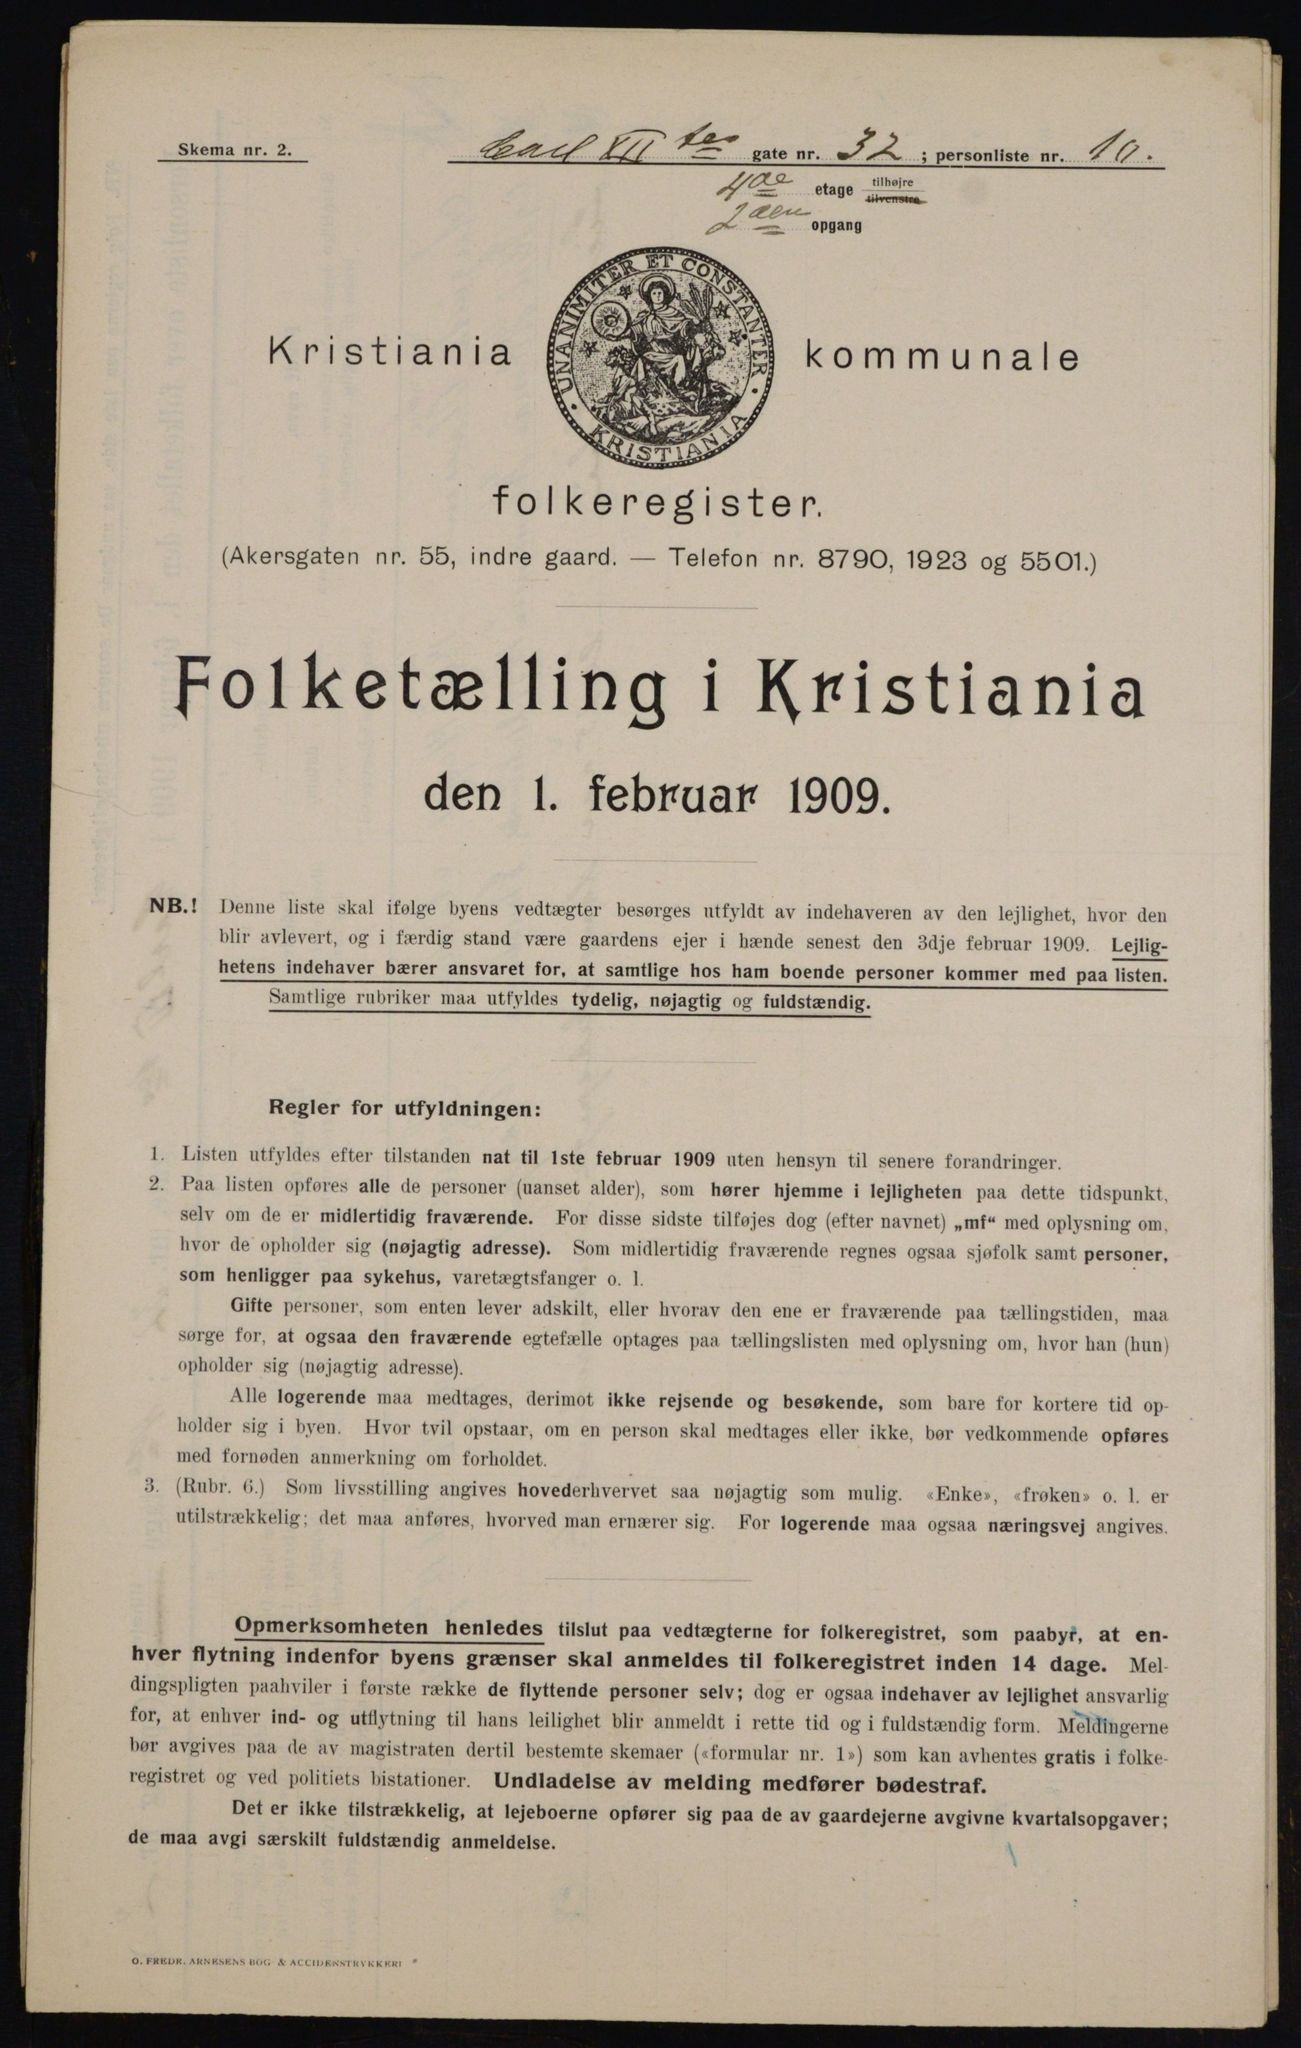 Skema nr. 2.
Carl XII tes gate nr. 32 ; personliste nr. 10.
4de etage tilhøjre
tilvenstre
2den opgang
UNANIMITER ET CONSTANTER
KRISTIANIA
Kristiania kommunale
folkeregister.
(Akersgaten nr. 55, indre gaard. — Telefon nr. 8790, 1923 og 5501.)
Folketælling i Kristiania
den 1. februar 1909.
NB.! Denne liste skal ifølge byens vedtægter besørges utfyldt av indehaveren av den lejlighet, hvor den
blir avlevert, og i færdig stand være gaardens ejer i hænde senest den 3dje februar 1909. Lejlig-
hetens indehaver bærer ansvaret for, at samtlige hos ham boende personer kommer med paa listen.
Samtlige rubriker maa utfyldes tydelig, nøjagtig og fuldstændig.
Regler for utfyldningen:
1. Listen utfyldes efter tilstanden nat til 1ste februar 1909 uten hensyn til senere forandringer.
2. Paa listen opføres alle de personer (uanset alder), som hører hjemme i lejligheten paa dette tidspunkt,
selv om de er midlertidig fraværende. For disse sidste tilføjes dog (efter navnet) „mf“ med oplysning om,
hvor de opholder sig (nøjagtig adresse). Som midlertidig fraværende regnes ogsaa sjøfolk samt personer,
som henligger paa sykehus, varetægtsfanger o. l.
Gifte personer, som enten lever adskilt, eller hvorav den ene er fraværende paa tællingstiden, maa
sørge for, at ogsaa den fraværende egtefælle optages paa tællingslisten med oplysning om, hvor han (hun)
opholder sig (nøjagtig adresse).
Alle logerende maa medtages, derimot ikke rejsende og besøkende, som bare for kortere tid op-
holder sig i byen. Hvor tvil opstaar, om en person skal medtages eller ikke, bør vedkommende opføres
med fornøden anmerkning om forholdet.
3. (Rubr. 6.) Som livsstilling angives hovederhvervet saa nøjagtig som mulig. «Enke», «frøken» o. l. er
utilstrækkelig; det maa anføres, hvorved man ernærer sig. For logerende maa ogsaa næringsvej angives.
Opmerksomheten henledes tilslut paa vedtægterne for folkeregistret, som paabyr, at en-
hver flytning indenfor byens grænser skal anmeldes til folkeregistret inden 14 dage. Mel-
dingspligten paahviler i første række de flyttende personer selv; dog er ogsaa indehaver av lejlighet ansvarlig
for, at enhver ind- og utflytning til hans leilighet blir anmeldt i rette tid og i fuldstændig form. Meldingerne
bør avgives paa de av magistraten dertil bestemte skemaer («formular nr. 1») som kan avhentes gratis i folke-
registret og ved politiets bistationer. Undladelse av melding medfører bødestraf.
Det er ikke tilstrækkelig, at lejeboerne opfører sig paa de av gaardejerne avgivne kvartalsopgaver;
de maa avgi særskilt fuldstændig anmeldelse.
O. FREDR. ARNESENS BOG & ACCIDENSTRYKKERI